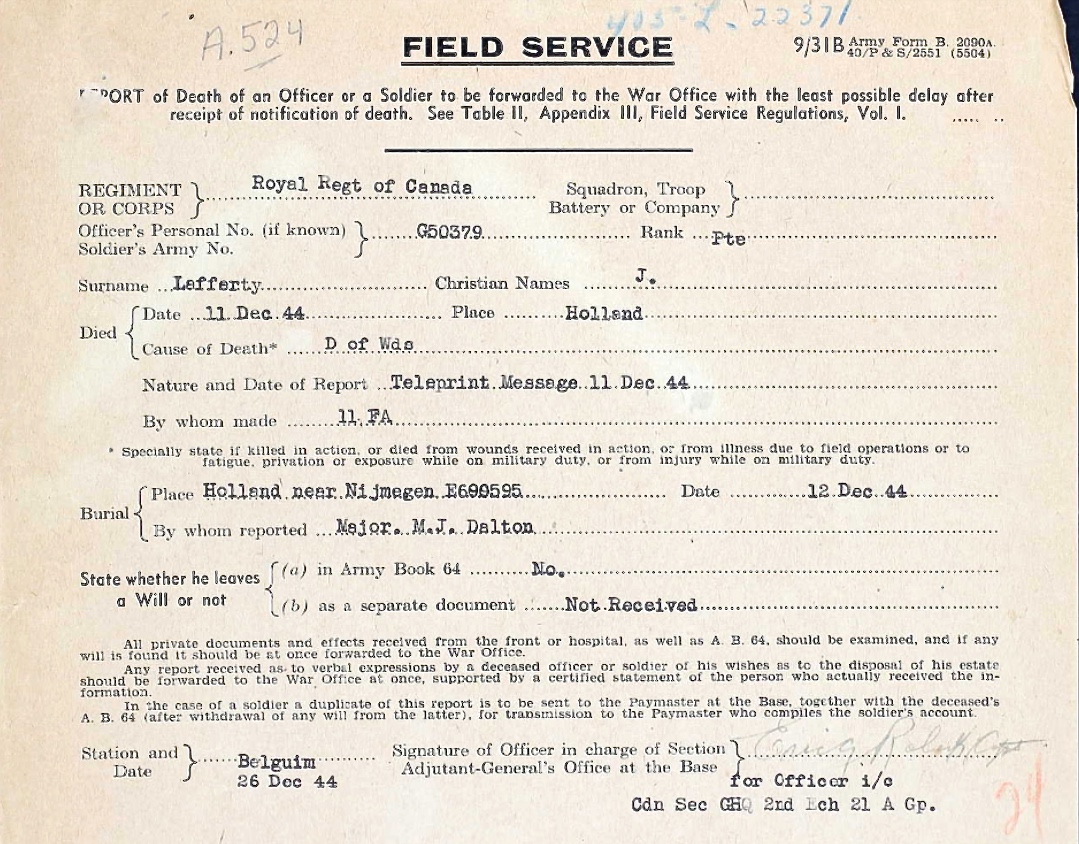 A.524
405-L-22371
FIELD SERVICE
9/31B Army Form B. 2090A.
40/P & S/2551 (5504)
PORT of Death of an Officer or a Soldier to be forwarded to the War Office with the least possible delay after
receipt of notification of death. See Table II, Appendix III, Field Service Regulations, Vol. I.
REGIMENT OR CORPS Royal Regt of Canada Squadron, Troop Battery or Company
Officer's Personal No. (if known) Soldier's Army No. G50379 Rank Pte
Surname Lafferty Christian Names J.
Died Date 11 Dec 44 Place Holland
Cause of Death* D of Wds
Nature and Date of Report Teleprint Message 11 Dec 44
By whom made 11 FA
* Specially state if killed in action, or died from wounds received in action, or from illness due to field operations or to
fatigue, privation or exposure while on military duty, or from injury while on military duty.
Burial Place Holland near Nijmegen E699595 Date 12 Dec 44
By whom reported Major. M.J. Dalton
State whether he leaves a Will or not (a) in Army Book 64 No.
(b) as a separate document Not Received
All private documents and effects received from the front or hospital, as well as A. B. 64, should be examined, and if any
will is found it should be at once forwarded to the War Office.
Any report received as to verbal expressions by a deceased officer or soldier of his wishes as to the disposal of his estate
should be forwarded to the War Office at once, supported by a certified statement of the person who actually received the in-
formation.
In the case of a soldier a duplicate of this report is to be sent to the Paymaster at the Base, together with the deceased's
A. B. 64 (after withdrawal of any will from the latter), for transmission to the Paymaster who compiles the soldier's account.
Station and Date Belguim
26 Dec 44
Signature of Officer in charge of Section
Adjutant-General's Office at the Base
for Officer i/c
Cdn Sec GHQ 2nd Ech 21 A Gp.
24